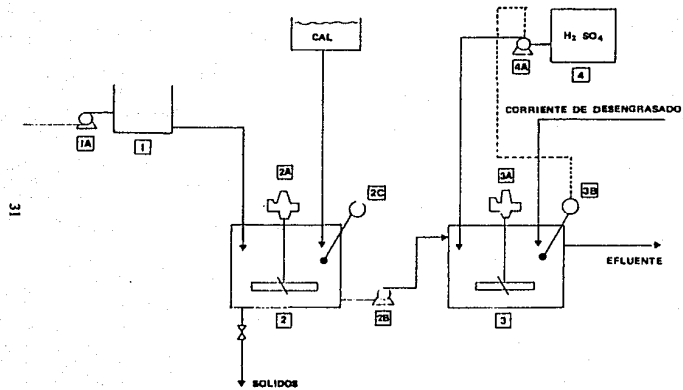 H2 SO4
4A
4
CAL
CORRIENTE DE DESENGRASADO
1A
1
2A
2C
3A
3B
31
EFLUENTE
2
2B
3
SOLIDOS